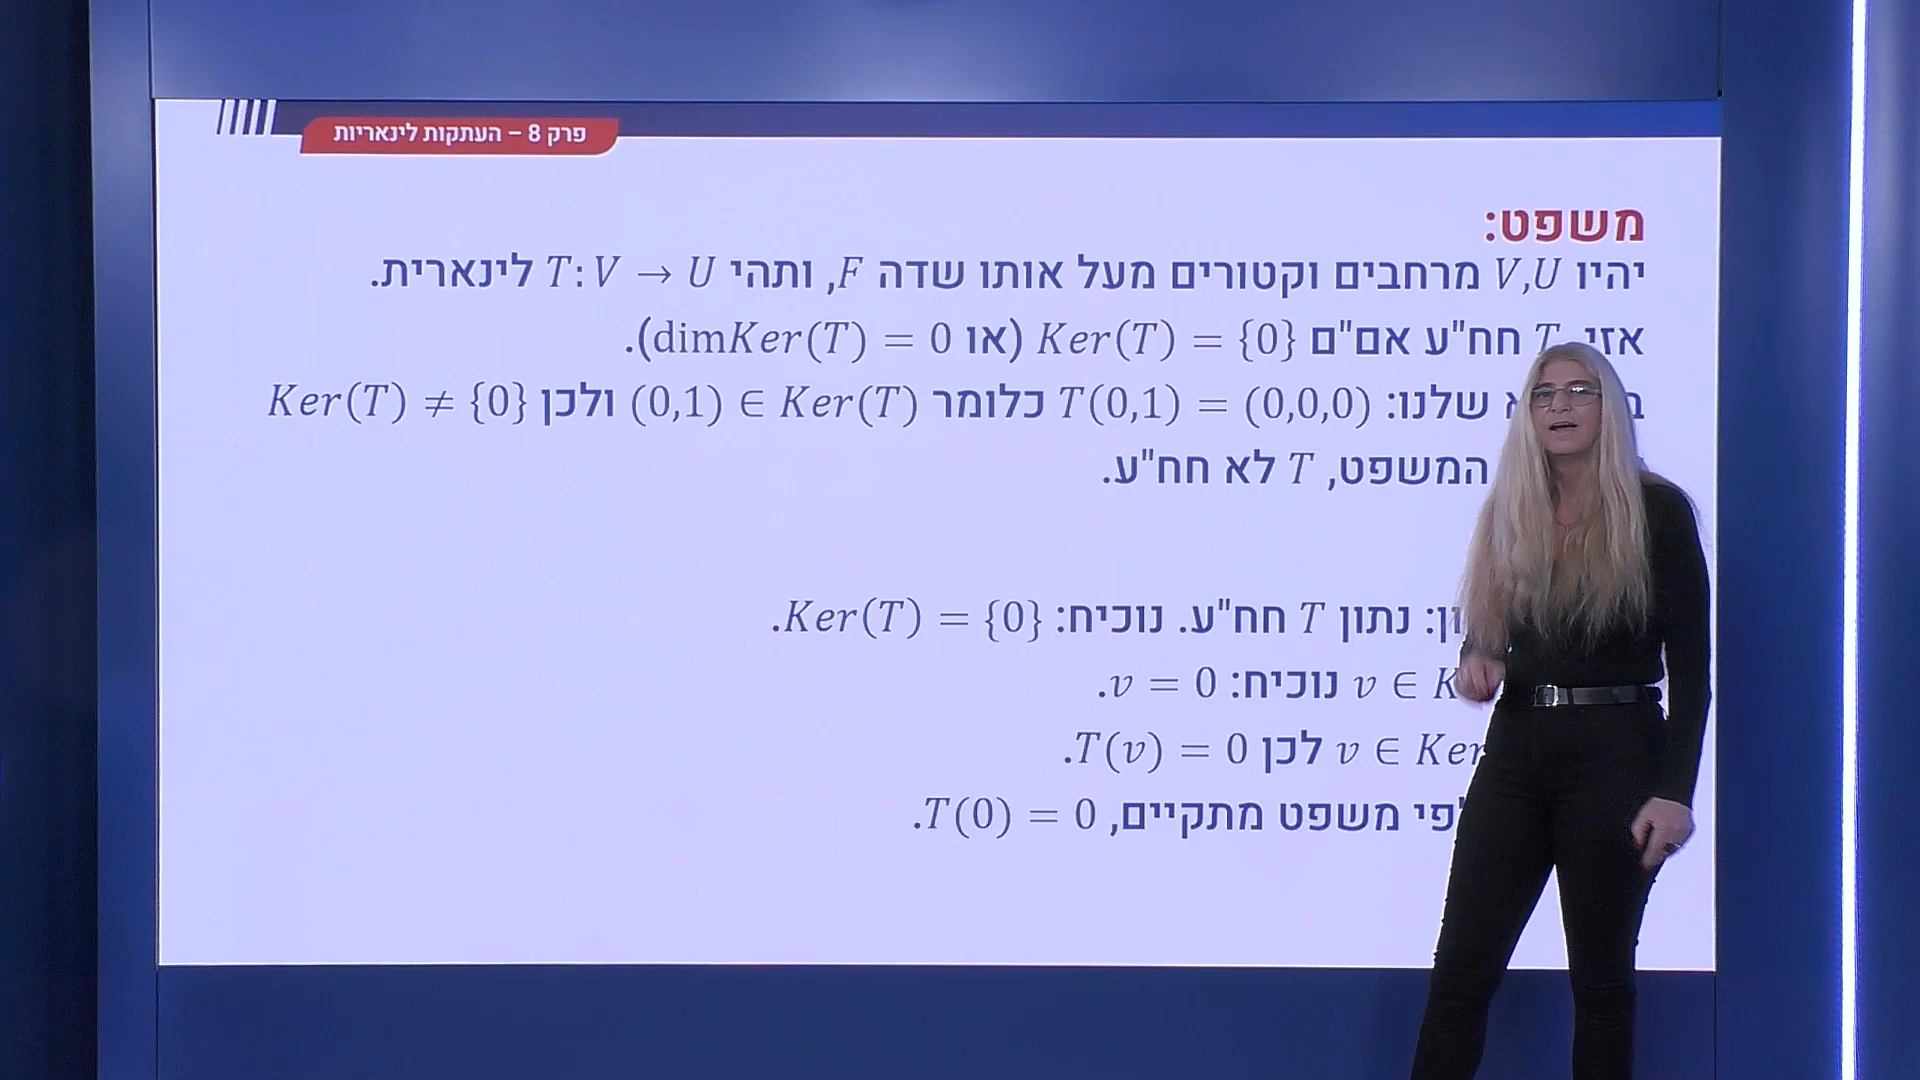 פרק 8 – העתקות לינאריות
משפט:
יהיו V,U מרחבים וקטורים מעל אותו שדה F, ותהי T: V → U לינארית.
אזי T חח"ע אם"ם Ker(T) = {0} (או dimKer(T) = 0).
שלנו: T(0,1) = (0,0,0) כלומר (0,1) ∈ Ker(T) ולכן Ker(T) ≠ {0}
המשפט, T לא חח"ע.
נתון T חח"ע. נוכיח: Ker(T) = {0}.
v ∈ K נוכיח: v = 0.
v ∈ Ker לכן T(v) = 0.
לפי משפט מתקיים, T(0) = 0.